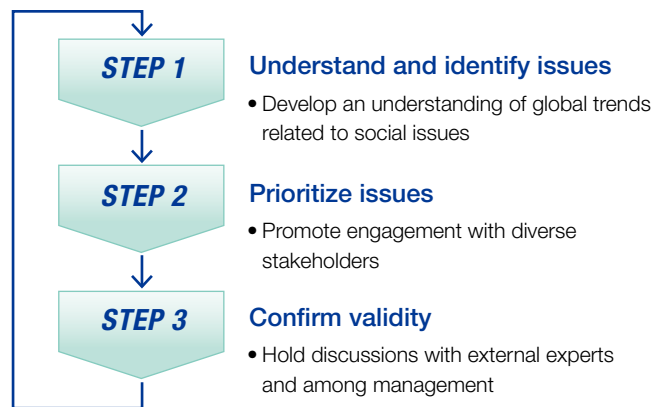 STEP 1
Understand and identify issues
• Develop an understanding of global trends
related to social issues
STEP 2
Prioritize issues
• Promote engagement with diverse
stakeholders
STEP 3
Confirm validity
• Hold discussions with external experts
and among management